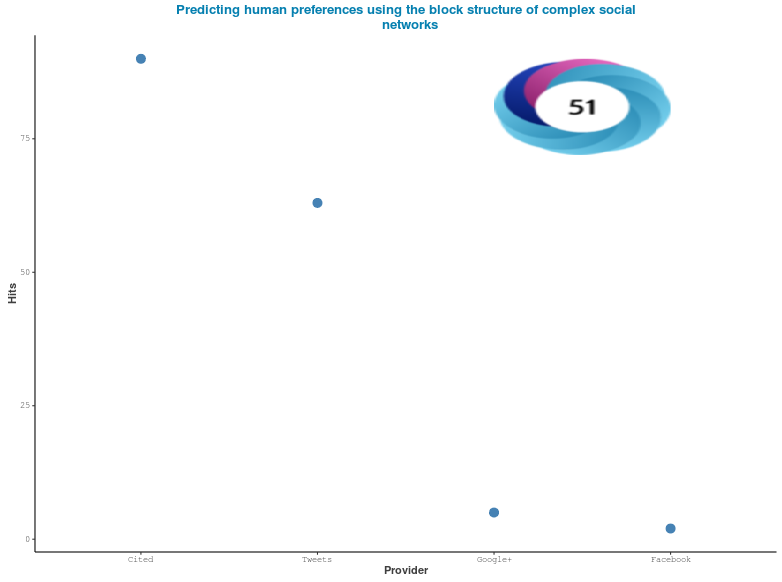 Predicting human preferences using the block structure of complex social
networks
51
75
50
25
0
Hits
Cited Tweets Google+ Facebook
Provider